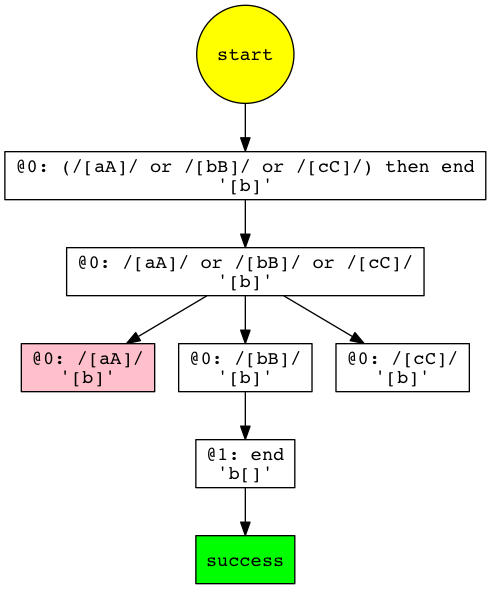 start
@0: (/[aA]/ or /[bB]/ or /[cC]/) then end
'[b]'
@0: /[aA]/ or /[bB]/ or /[cC]/
'[b]'
@0: /[aA]/
'[b]'
@0: /[bB]/
'[b]'
@0: /[cC]/
'[b]'
@1: end
'b[]'
success